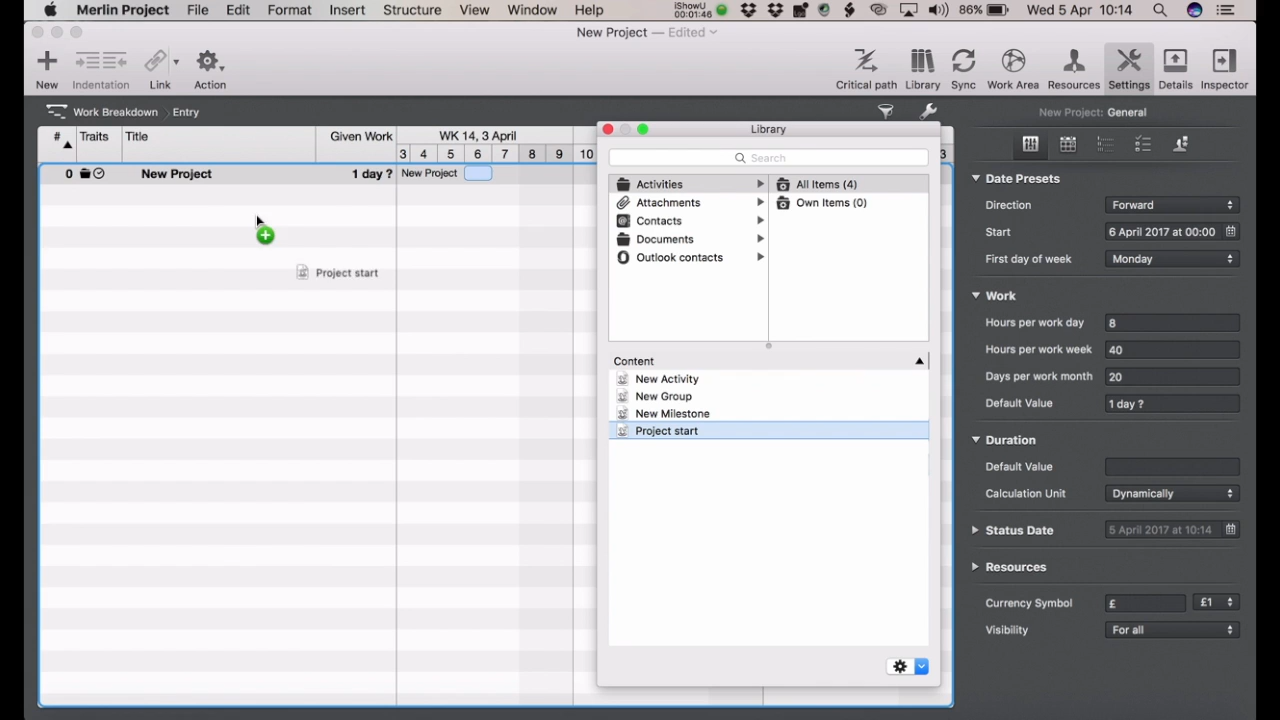 Merlin Project File Edit Format Insert Structure View Window Help iShowU 00:01:46 86% Wed 5 Apr 10:14
New Project — Edited
New Indentation Link Action Critical path Library Sync Work Area Resources Settings Details Inspector
Work Breakdown Entry
New Project: General
# Traits Title Given Work WK 14, 3 April
3 4 5 6 7 8 9 10 3
0 New Project 1 day ? New Project
Project start
Library
Search
Activities All Items (4)
Attachments Own Items (0)
Contacts
Documents
Outlook contacts
Content
New Activity
New Group
New Milestone
Project start
Date Presets
Direction Forward
Start 6 April 2017 at 00:00
First day of week Monday
Work
Hours per work day 8
Hours per work week 40
Days per work month 20
Default Value 1 day ?
Duration
Default Value
Calculation Unit Dynamically
Status Date 5 April 2017 at 10:14
Resources
Currency Symbol £ £1
Visibility For all